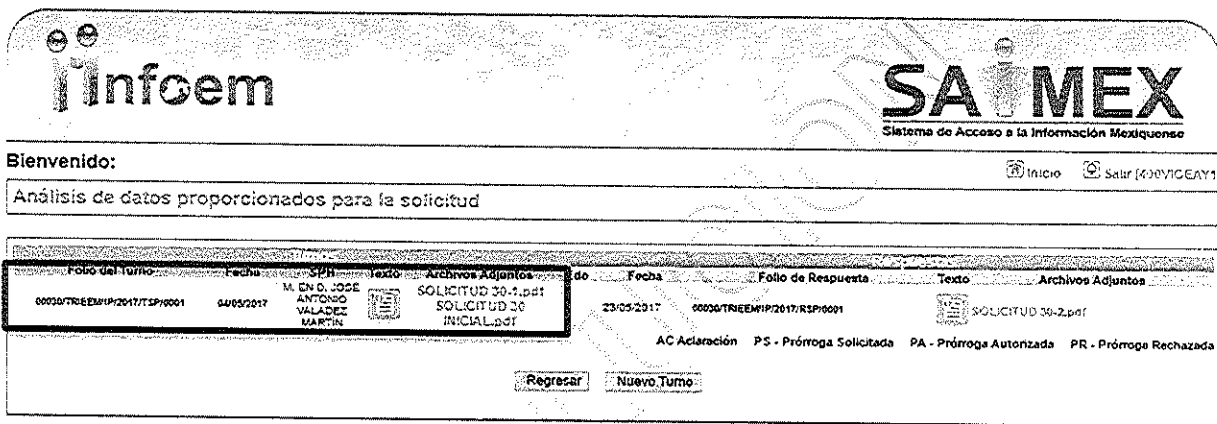 infoem
SAIMEX
Sistema de Acceso a la Información Mexiquense
Bienvenido:
Inicio Salir [400VIGEAY1
Análisis de datos proporcionados para la solicitud
Folio del Turno Fecha SPH Texto Archivos Adjuntos do Fecha Folio de Respuesta Texto Archivos Adjuntos
00030/TRIEEM/IP/2017/TSP/0001 04/05/2017 M. EN D. JOSÉ ANTONIO VALADEZ MARTÍN SOLICITUD 30-1.pdf SOLICITUD 30 INICIAL.pdf 23/05/2017 00030/TRIEEM/IP/2017/RSP/0001 SOLICITUD 30-2.pdf
AC Aclaración PS - Prórroga Solicitada PA - Prórroga Autorizada PR - Prórroga Rechazada
Regresar Nuevo Turno